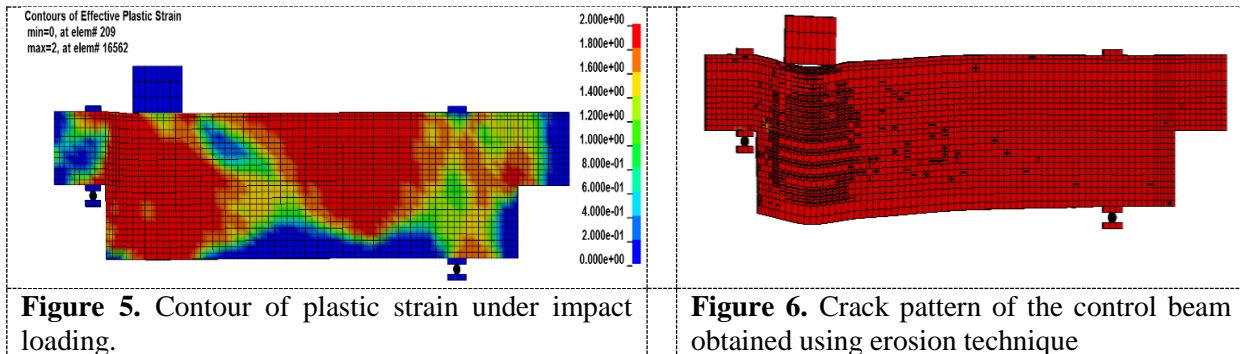 Contours of Effective Plastic Strain
min=0, at elem# 209
max=2, at elem# 16562
2.000e+00
1.800e+00
1.600e+00
1.400e+00
1.200e+00
1.000e+00
8.000e-01
6.000e-01
4.000e-01
2.000e-01
0.000e+00
Figure 5. Contour of plastic strain under impact
loading.
Figure 6. Crack pattern of the control beam
obtained using erosion technique